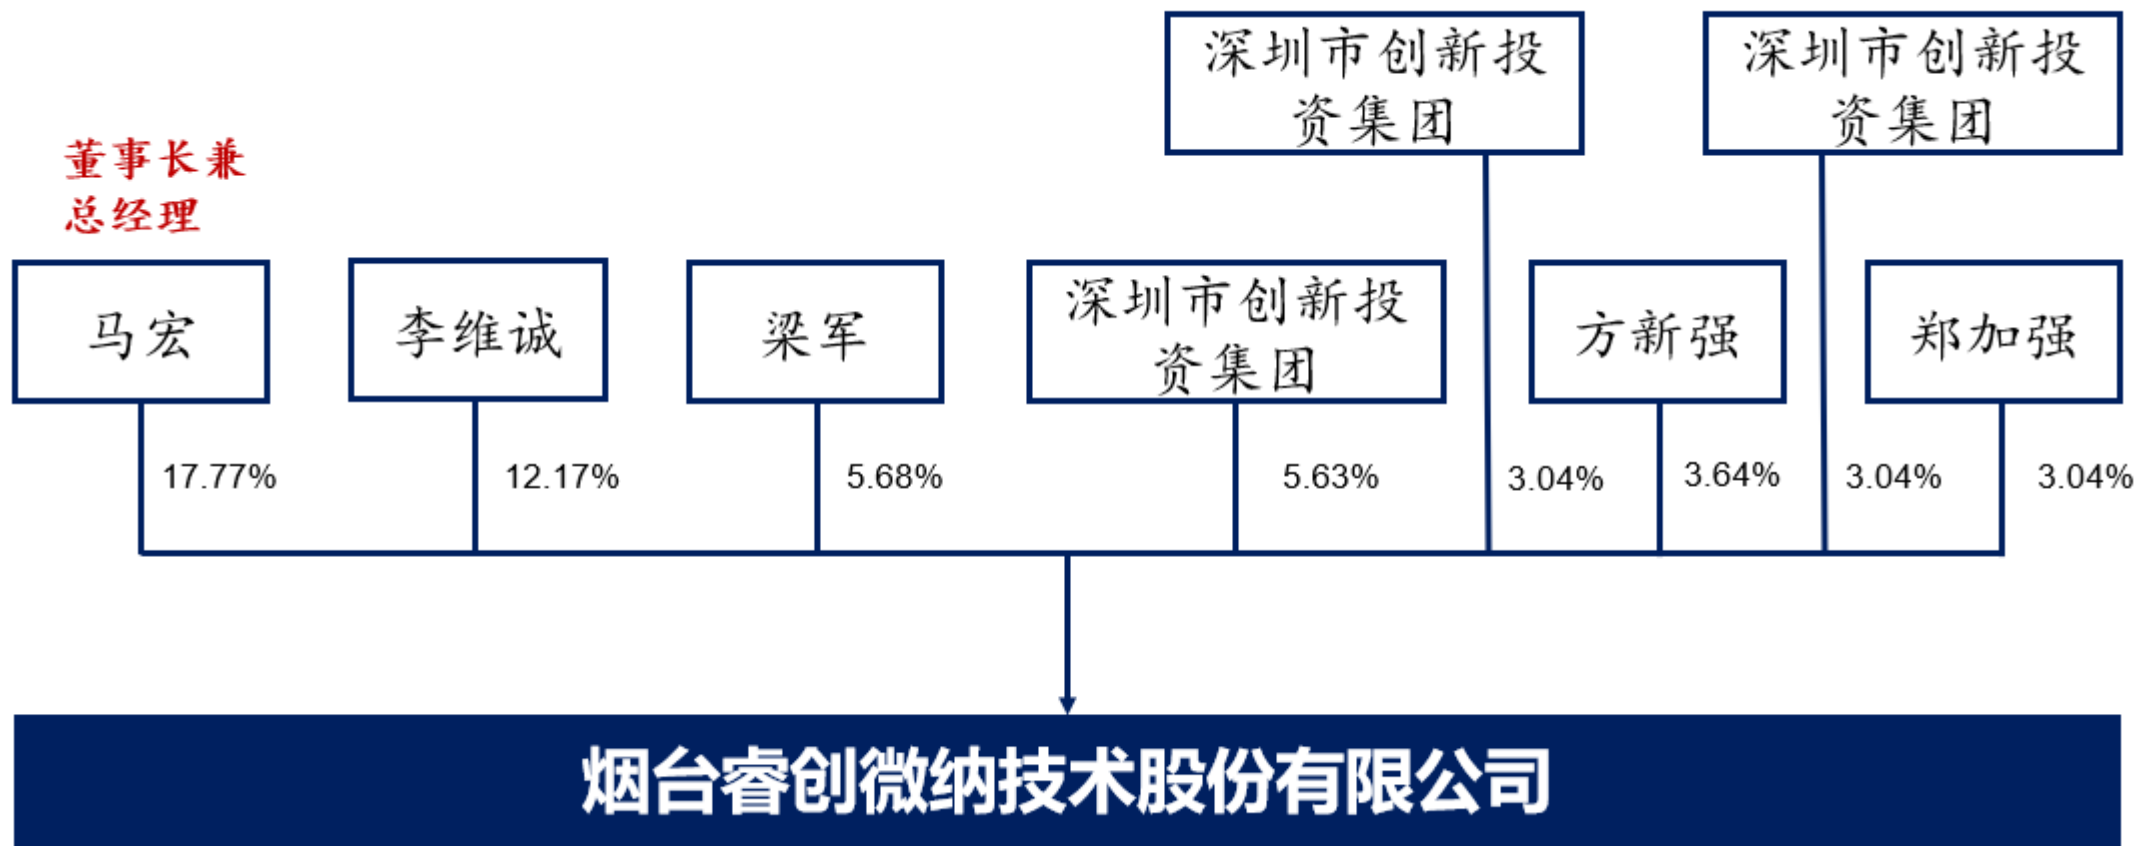 深圳市创新投
资集团
深圳市创新投
资集团
董事长兼
总经理
马宏
李维诚
梁军
深圳市创新投
资集团
方新强
郑加强
17.77%
12.17%
5.68%
5.63%
3.04%
3.64%
3.04%
3.04%
烟台睿创微纳技术股份有限公司